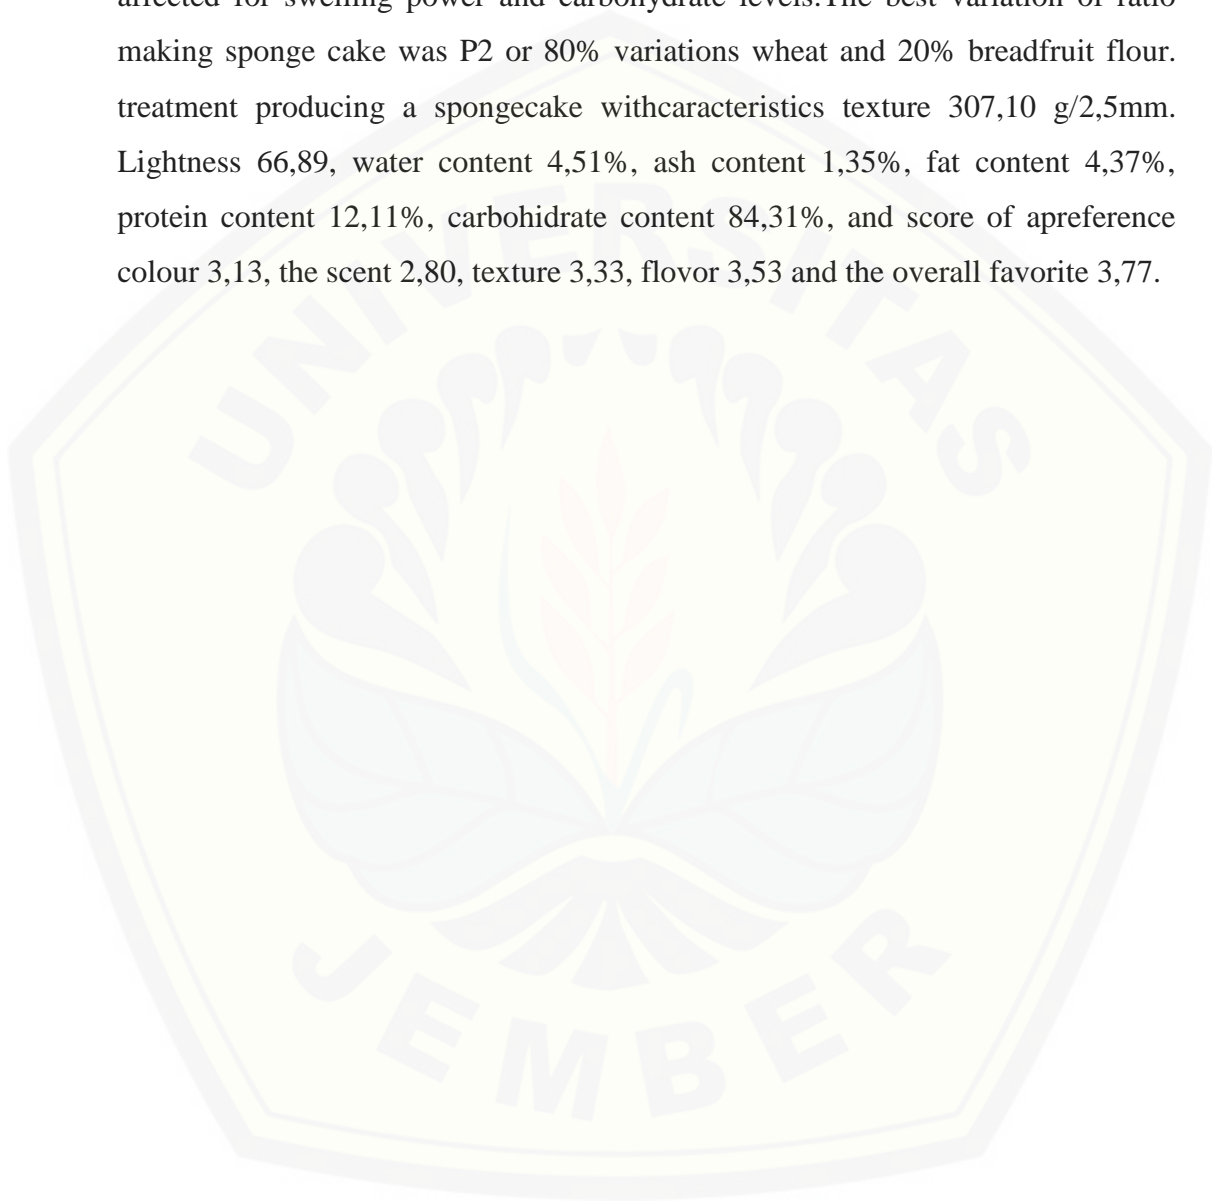 affected for swelling power and carbohydrate levels.The best variation of ratio
making sponge cake was P2 or 80% variations wheat and 20% breadfruit flour.
treatment producing a spongecake withcaracteristics texture 307,10 g/2,5mm.
Lightness 66,89, water content 4,51%, ash content 1,35%, fat content 4,37%,
protein content 12,11%, carbohidrate content 84,31%, and score of apreference
colour 3,13, the scent 2,80, texture 3,33, flovor 3,53 and the overall favorite 3,77.
UNIVERSITAS
JEMBER